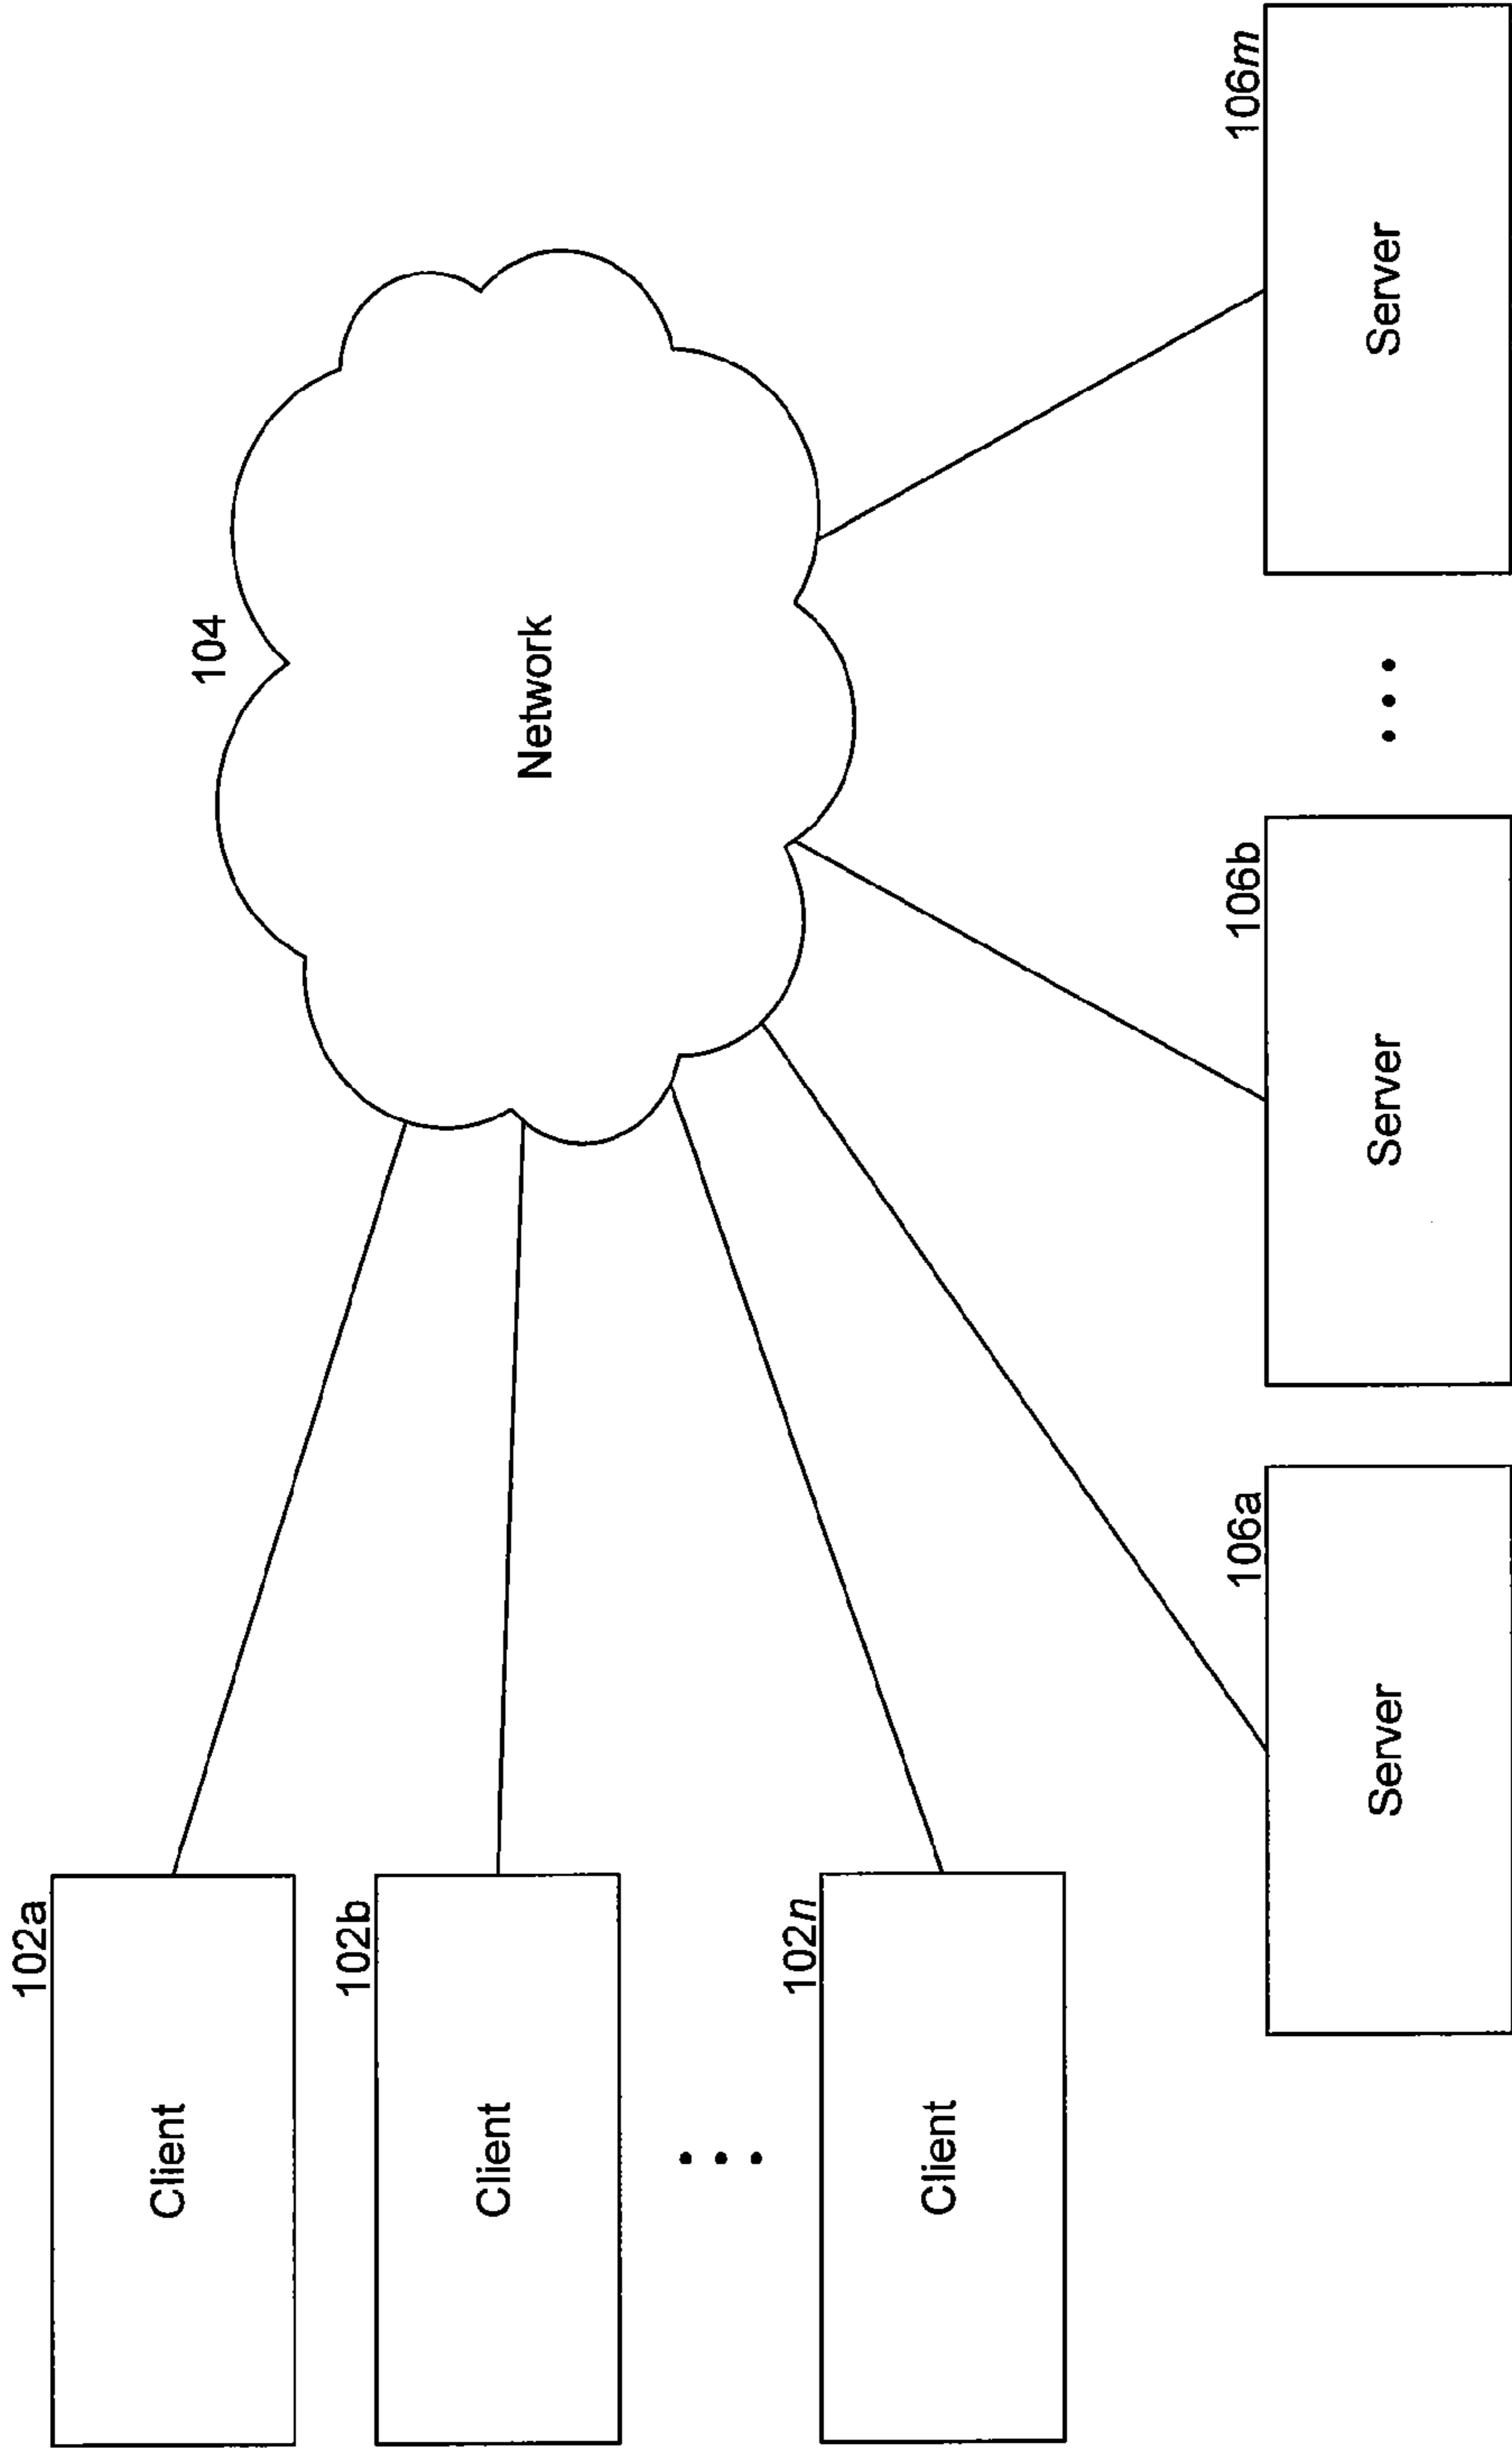 102a
Client
102b
Client
102n
Client
104
Network
106a
Server
106b
Server
106m
Server